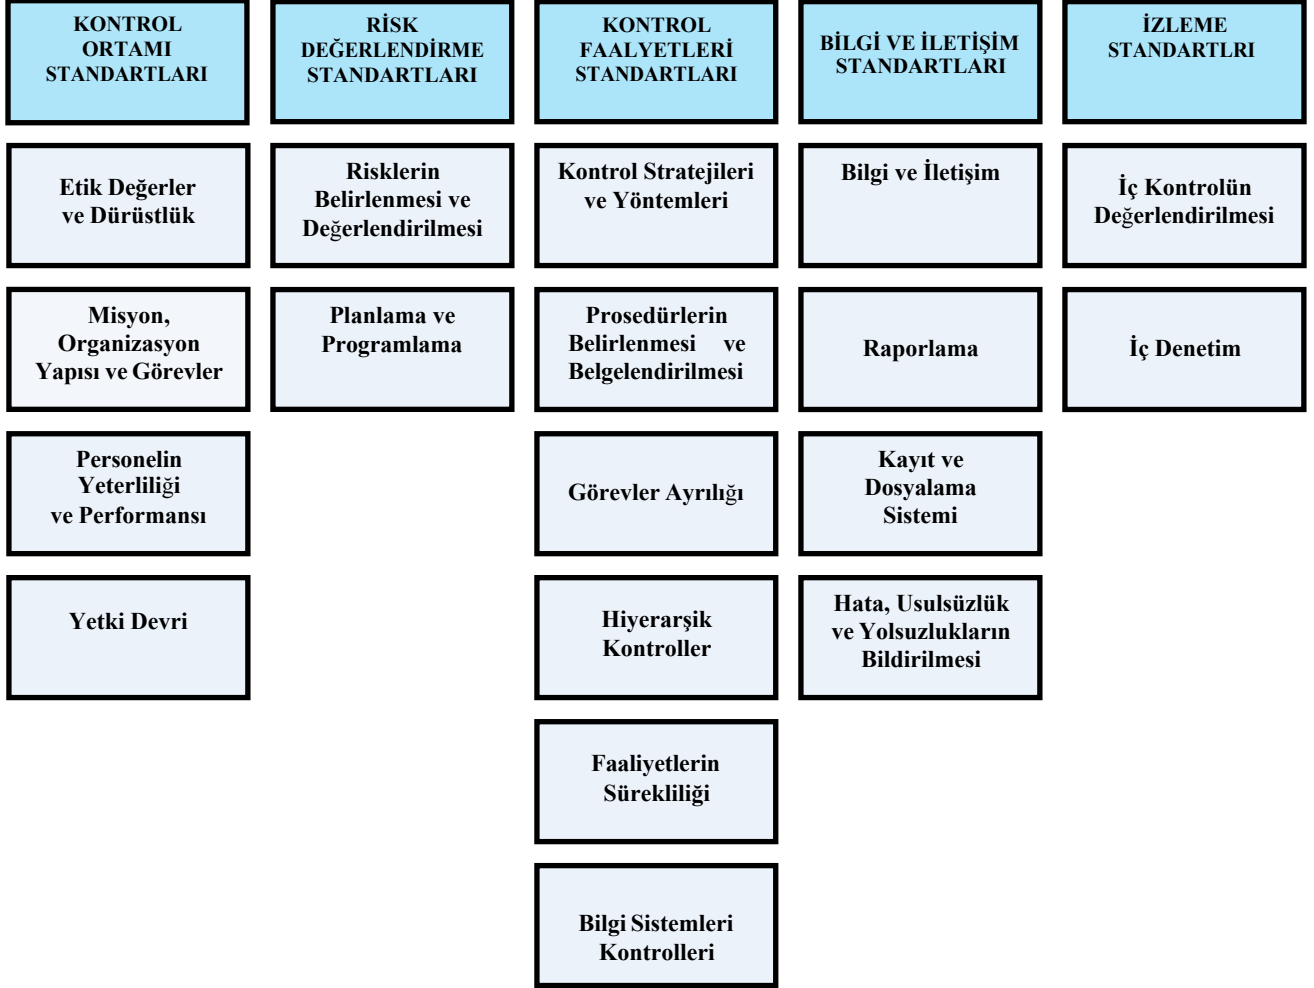 KONTROL
ORTAMI
STANDARTLARI
RİSK
DEĞERLENDİRME
STANDARTLARI
KONTROL
FAALYETLERİ
STANDARTLARI
BİLGİ VE İLETİŞİM
STANDARTLARI
İZLEME
STANDARTLRI
Etik Değerler
ve Dürüstlük
Risklerin
Belirlenmesi ve
Değerlendirilmesi
Kontrol Stratejileri
ve Yöntemleri
Bilgi ve İletişim
İç Kontrolün
Değerlendirilmesi
Misyon,
Organizasyon
Yapısı ve Görevler
Planlama ve
Programlama
Prosedürlerin
Belirlenmesi ve
Belgelendirilmesi
Raporlama
İç Denetim
Personelin
Yeterliliği
ve Performansı
Görevler Ayrılığı
Kayıt ve
Dosyalama
Sistemi
Yetki Devri
Hiyerarşik
Kontroller
Hata, Usulsüzlük
ve Yolsuzlukların
Bildirilmesi
Faaliyetlerin
Sürekliliği
Bilgi Sistemleri
Kontrolleri